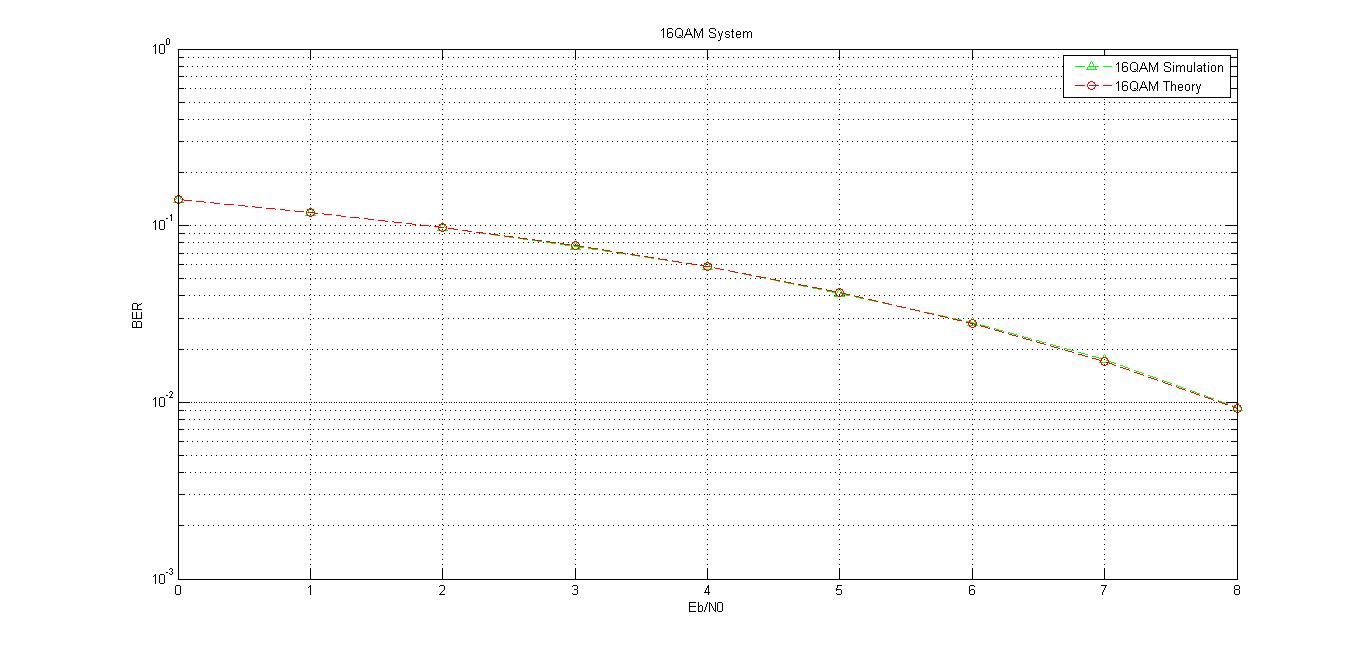 16QAM System
10^0
16QAM Simulation
16QAM Theory
10^-1
BER
10^-2
10^-3
0 1 2 3 4 5 6 7 8
Eb/N0